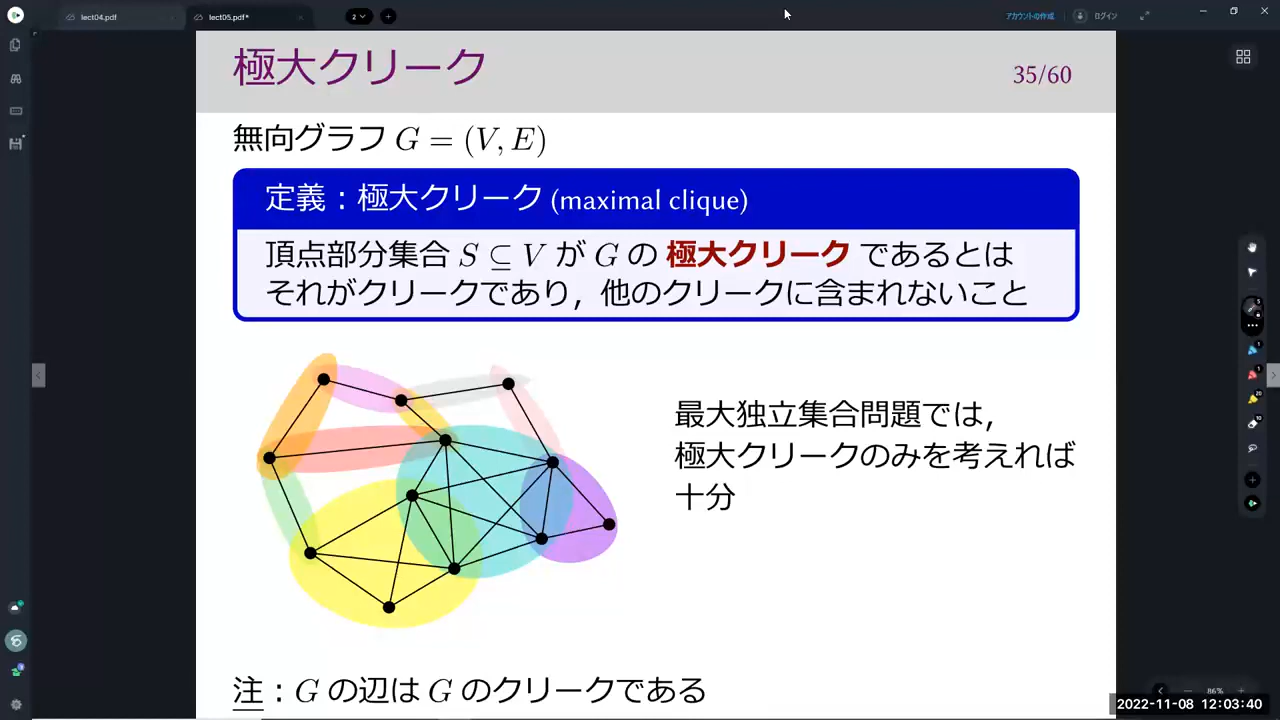 lect04.pdf
lect05.pdf*
2
アカウントの作成
ログイン
極大クリーク
35/60
無向グラフ G = (V, E)
定義：極大クリーク (maximal clique)
頂点部分集合 S ⊆ V が G の 極大クリーク であるとは
それがクリークであり，他のクリークに含まれないこと
最大独立集合問題では，
極大クリークのみを考えれば
十分
注：G の辺は G のクリークである
86%
2022-11-08 12:03:40